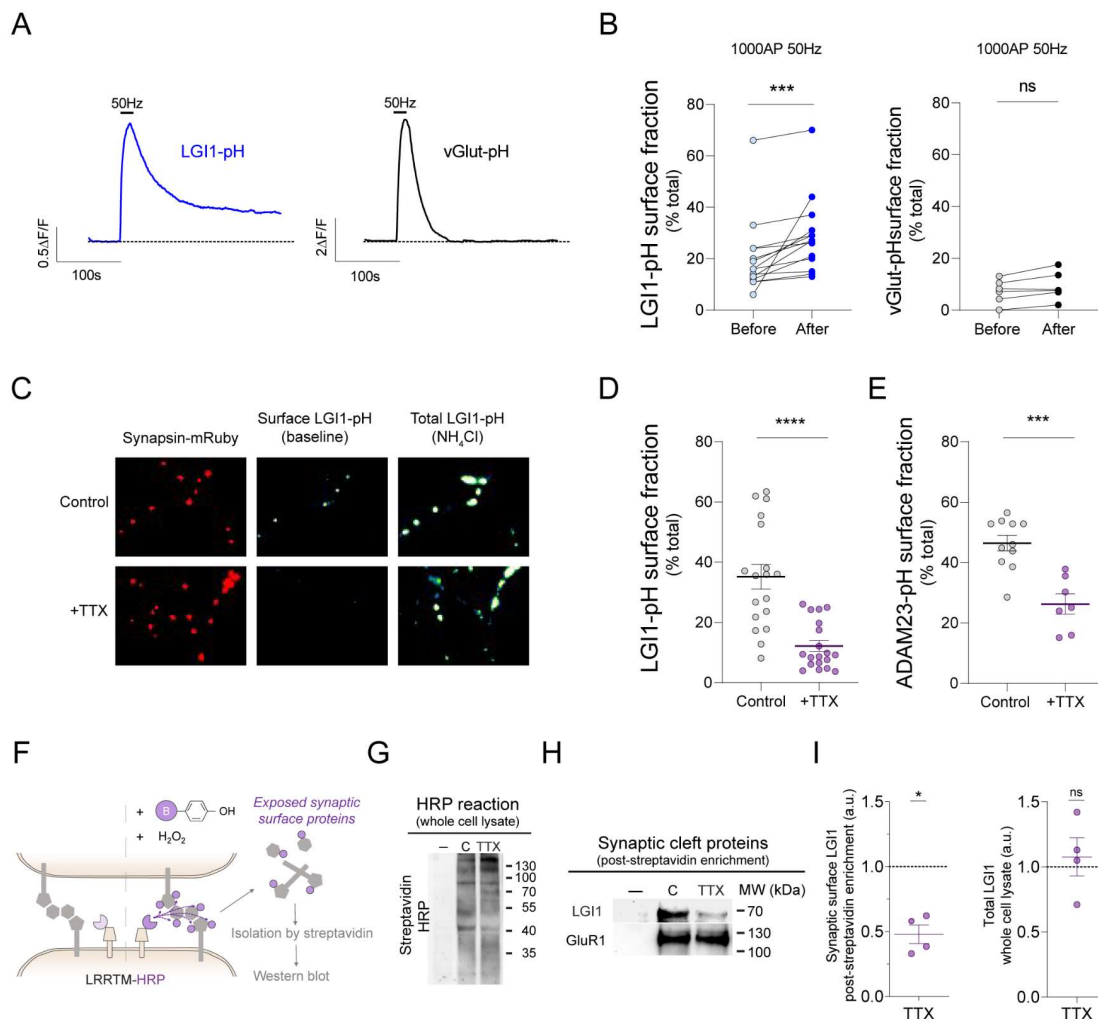 A
50Hz
LGI1-pH
0.5ΔF/F
100s
50Hz
vGlut-pH
2ΔF/F
100s
B
1000AP 50Hz
***
LGI1-pH surface fraction
(% total)
80
60
40
20
0
Before
After
1000AP 50Hz
ns
vGlut-pHsurface fraction
(% total)
80
60
40
20
0
Before
After
C
Synapsin-mRuby
Surface LGI1-pH
(baseline)
Total LGI1-pH
(NH₄Cl)
Control
+TTX
D
****
LGI1-pH surface fraction
(% total)
80
60
40
20
0
Control
+TTX
E
***
ADAM23-pH surface fraction
(% total)
80
60
40
20
0
Control
+TTX
F
+ B OH
+ H₂O₂
Exposed synaptic
surface proteins
Isolation by streptavidin
Western blot
LRRTM-HRP
G
HRP reaction
(whole cell lysate)
– C TTX
Streptavidin
HRP
130
100
70
55
40
35
H
Synaptic cleft proteins
(post-streptavidin enrichment)
– C TTX MW (kDa)
LGI1
70
GluR1
130
100
I
Synaptic surface LGI1
post-streptavidin enrichment (a.u.)
1.5
1.0
0.5
0.0
*
TTX
Total LGI1
whole cell lysate (a.u.)
1.5
1.0
0.5
0.0
ns
TTX